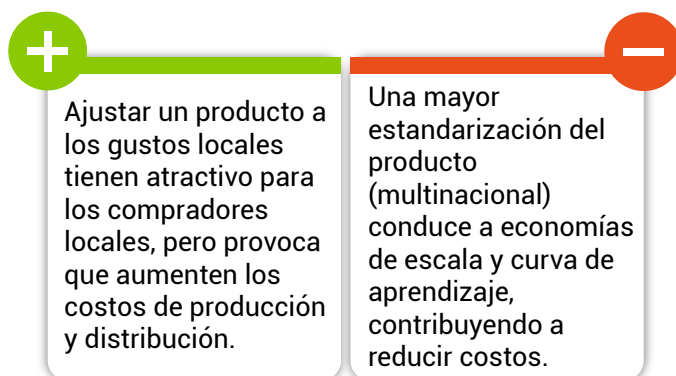 Ajustar un producto a
los gustos locales
tienen atractivo para
los compradores
locales, pero provoca
que aumenten los
costos de producción
y distribución.
Una mayor
estandarización del
producto
(multinacional)
conduce a economías
de escala y curva de
aprendizaje,
contribuyendo a
reducir costos.